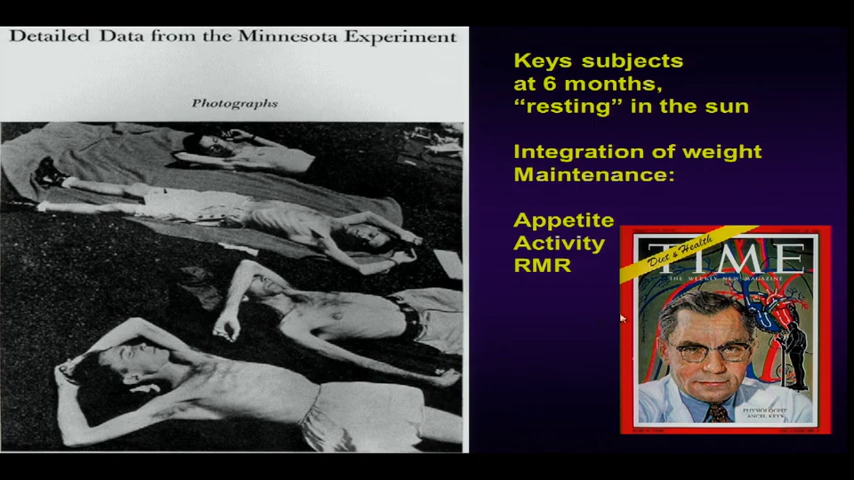 Detailed Data from the Minnesota Experiment
Photographs
Keys subjects
at 6 months,
“resting” in the sun
Integration of weight
Maintenance:
Appetite
Activity
RMR
Diet & Health
TIME
THE WEEKLY NEWSMAGAZINE
PHYSIOLOGIST
ANCEL KEYS